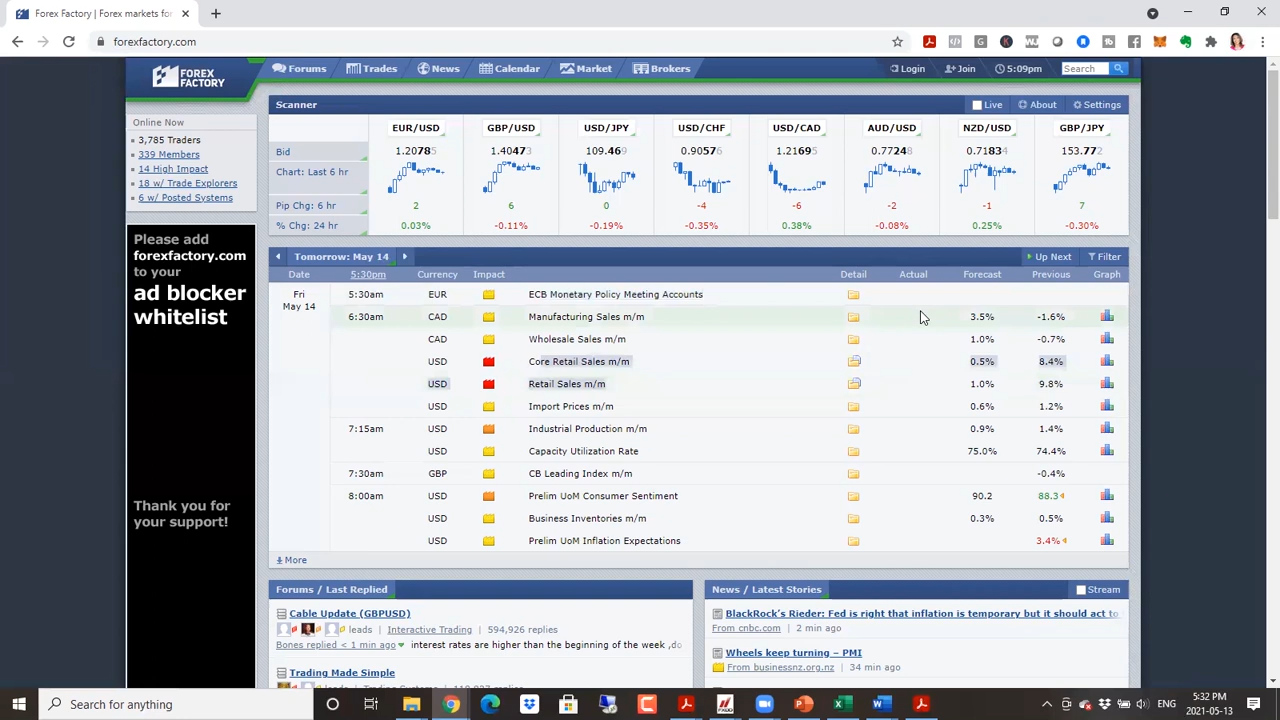 Forex Factory | Forex markets for
forexfactory.com
FOREX
FACTORY
Forums
Trades
News
Calendar
Market
Brokers
Login
Join
5:09pm
Search
Online Now
3,785 Traders
339 Members
14 High Impact
18 w/ Trade Explorers
6 w/ Posted Systems
Please add
forexfactory.com
to your
ad blocker
whitelist
Thank you for
your support!
Scanner
Live
About
Settings
EUR/USD GBP/USD USD/JPY USD/CHF USD/CAD AUD/USD NZD/USD GBP/JPY
Bid 1.20785 1.40473 109.469 0.90576 1.21695 0.77248 0.71834 153.772
Chart: Last 6 hr
Pip Chg: 6 hr 2 6 0 -4 -6 -2 -1 7
% Chg: 24 hr 0.03% -0.11% -0.19% -0.35% 0.38% -0.08% 0.25% -0.30%
Tomorrow: May 14
Up Next
Filter
Date 5:30pm Currency Impact Detail Actual Forecast Previous Graph
Fri
May 14
5:30am EUR ECB Monetary Policy Meeting Accounts
6:30am CAD Manufacturing Sales m/m 3.5% -1.6%
CAD Wholesale Sales m/m 1.0% -0.7%
USD Core Retail Sales m/m 0.5% 8.4%
USD Retail Sales m/m 1.0% 9.8%
USD Import Prices m/m 0.6% 1.2%
7:15am USD Industrial Production m/m 0.9% 1.4%
USD Capacity Utilization Rate 75.0% 74.4%
7:30am GBP CB Leading Index m/m -0.4%
8:00am USD Prelim UoM Consumer Sentiment 90.2 88.3
USD Business Inventories m/m 0.3% 0.5%
USD Prelim UoM Inflation Expectations 3.4%
More
Forums / Last Replied
Cable Update (GBPUSD)
leads | Interactive Trading | 594,926 replies
Bones replied < 1 min ago interest rates are higher than the beginning of the week ,do
Trading Made Simple
News / Latest Stories
Stream
BlackRock's Rieder: Fed is right that inflation is temporary but it should act to
From cnbc.com | 2 min ago
Wheels keep turning – PMI
From businessnz.org.nz | 34 min ago
Search for anything
5:32 PM
2021-05-13